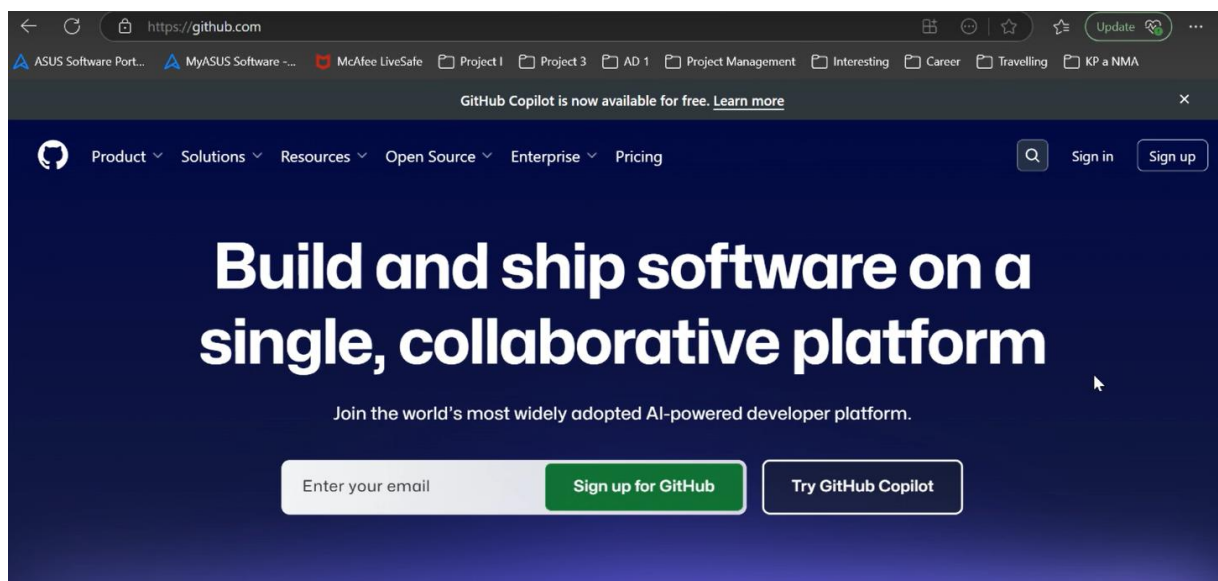 https://github.com
Update
ASUS Software Port... MyASUS Software -... McAfee LiveSafe Project I Project 3 AD 1 Project Management Interesting Career Travelling KP a NMA
GitHub Copilot is now available for free. Learn more
Product Solutions Resources Open Source Enterprise Pricing Sign in Sign up
Build and ship software on a
single, collaborative platform
Join the world's most widely adopted AI-powered developer platform.
Enter your email Sign up for GitHub Try GitHub Copilot